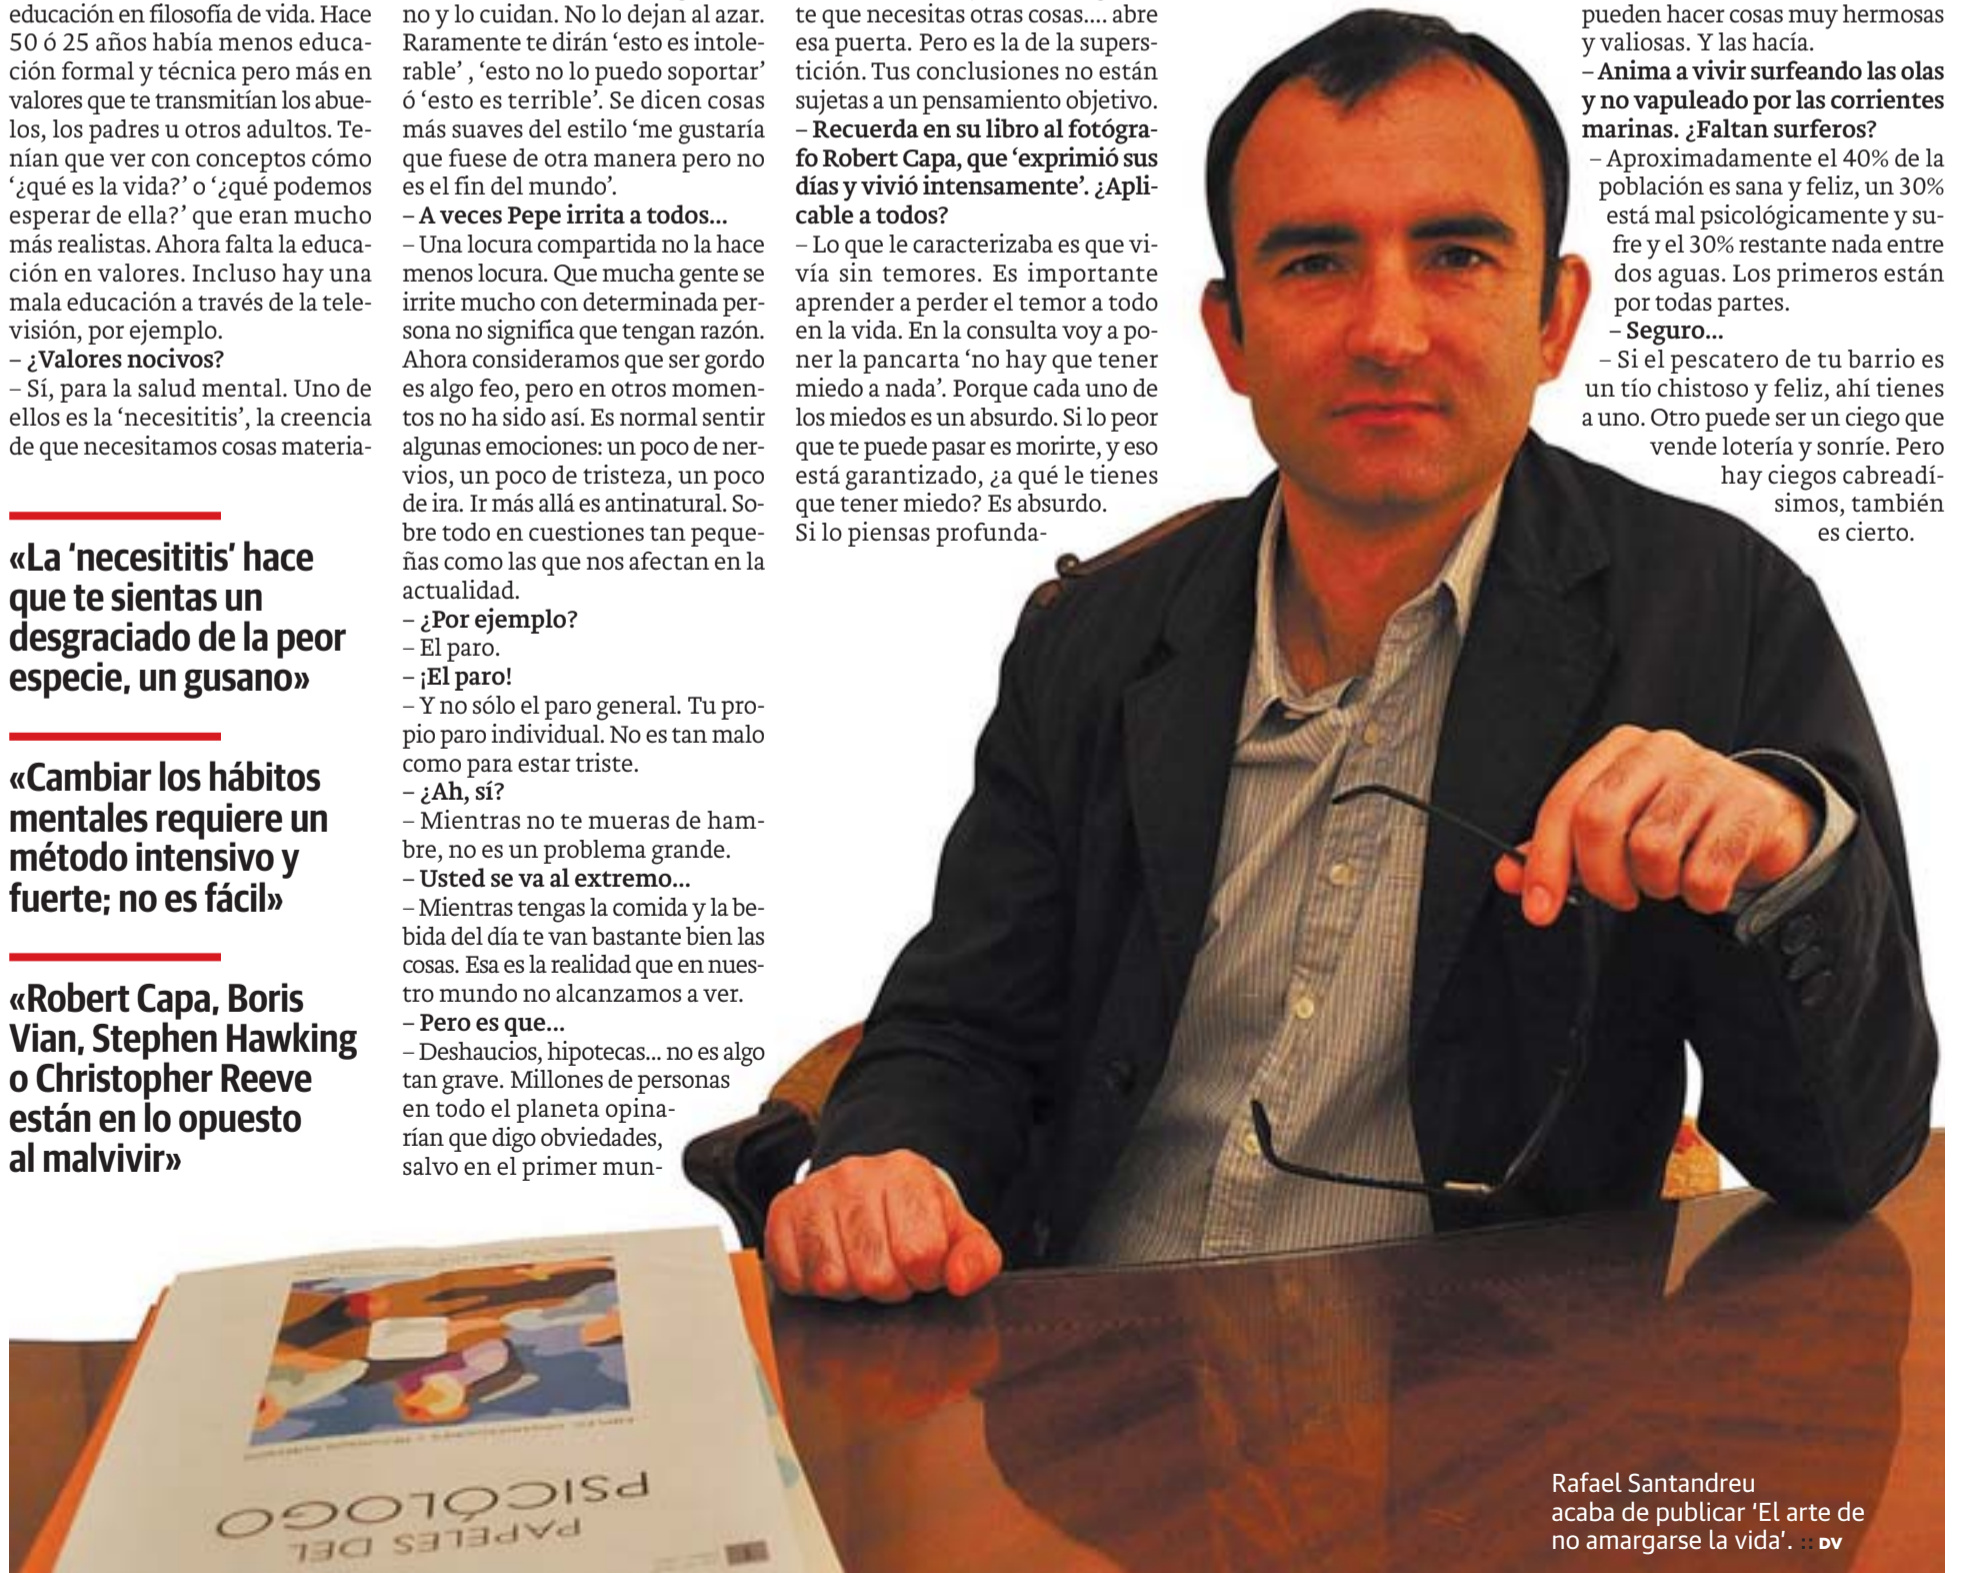 educación en filosofía de vida. Hace
50 ó 25 años había menos educa-
ción formal y técnica pero más en
valores que te transmitían los abue-
los, los padres u otros adultos. Te-
nían que ver con conceptos cómo
‘¿qué es la vida?’ o ‘¿qué podemos
esperar de ella?’ que eran mucho
más realistas. Ahora falta la educa-
ción en valores. Incluso hay una
mala educación a través de la tele-
visión, por ejemplo.
– ¿Valores nocivos?
– Sí, para la salud mental. Uno de
ellos es la ‘necesititis’, la creencia
de que necesitamos cosas materia-
«La ‘necesititis’ hace
que te sientas un
desgraciado de la peor
especie, un gusano»
«Cambiar los hábitos
mentales requiere un
método intensivo y
fuerte; no es fácil»
«Robert Capa, Boris
Vian, Stephen Hawking
o Christopher Reeve
están en lo opuesto
al malvivir»
no y lo cuidan. No lo dejan al azar.
Raramente te dirán ‘esto es intole-
rable’ , ‘esto no lo puedo soportar’
ó ‘esto es terrible’. Se dicen cosas
más suaves del estilo ‘me gustaría
que fuese de otra manera pero no
es el fin del mundo’.
– A veces Pepe irrita a todos...
– Una locura compartida no la hace
menos locura. Que mucha gente se
irrite mucho con determinada per-
sona no significa que tengan razón.
Ahora consideramos que ser gordo
es algo feo, pero en otros momen-
tos no ha sido así. Es normal sentir
algunas emociones: un poco de ner-
vios, un poco de tristeza, un poco
de ira. Ir más allá es antinatural. So-
bre todo en cuestiones tan peque-
ñas como las que nos afectan en la
actualidad.
– ¿Por ejemplo?
– El paro.
– ¡El paro!
– Y no sólo el paro general. Tu pro-
pio paro individual. No es tan malo
como para estar triste.
– ¿Ah, sí?
– Mientras no te mueras de ham-
bre, no es un problema grande.
– Usted se va al extremo...
– Mientras tengas la comida y la be-
bida del día te van bastante bien las
cosas. Esa es la realidad que en nues-
tro mundo no alcanzamos a ver.
– Pero es que...
– Deshaucios, hipotecas... no es algo
tan grave. Millones de personas
en todo el planeta opina-
rían que digo obviedades,
salvo en el primer mun-
te que necesitas otras cosas.... abre
esa puerta. Pero es la de la supers-
tición. Tus conclusiones no están
sujetas a un pensamiento objetivo.
– Recuerda en su libro al fotógra-
fo Robert Capa, que ‘exprimió sus
días y vivió intensamente’. ¿Apli-
cable a todos?
– Lo que le caracterizaba es que vi-
vía sin temores. Es importante
aprender a perder el temor a todo
en la vida. En la consulta voy a po-
ner la pancarta ‘no hay que tener
miedo a nada’. Porque cada uno de
los miedos es un absurdo. Si lo peor
que te puede pasar es morirte, y eso
está garantizado, ¿a qué le tienes
que tener miedo? Es absurdo.
Si lo piensas profunda-
pueden hacer cosas muy hermosas
y valiosas. Y las hacía.
– Anima a vivir surfeando las olas
y no vapuleado por las corrientes
marinas. ¿Faltan surferos?
– Aproximadamente el 40% de la
población es sana y feliz, un 30%
está mal psicológicamente y su-
fre y el 30% restante nada entre
dos aguas. Los primeros están
por todas partes.
– Seguro...
– Si el pescatero de tu barrio es
un tío chistoso y feliz, ahí tienes
a uno. Otro puede ser un ciego que
vende lotería y sonríe. Pero
hay ciegos cabreadí-
simos, también
es cierto.
PAPELES DEL
PSICÓLOGO
Rafael Santandreu
acaba de publicar ‘El arte de
no amargarse la vida’. :: DV